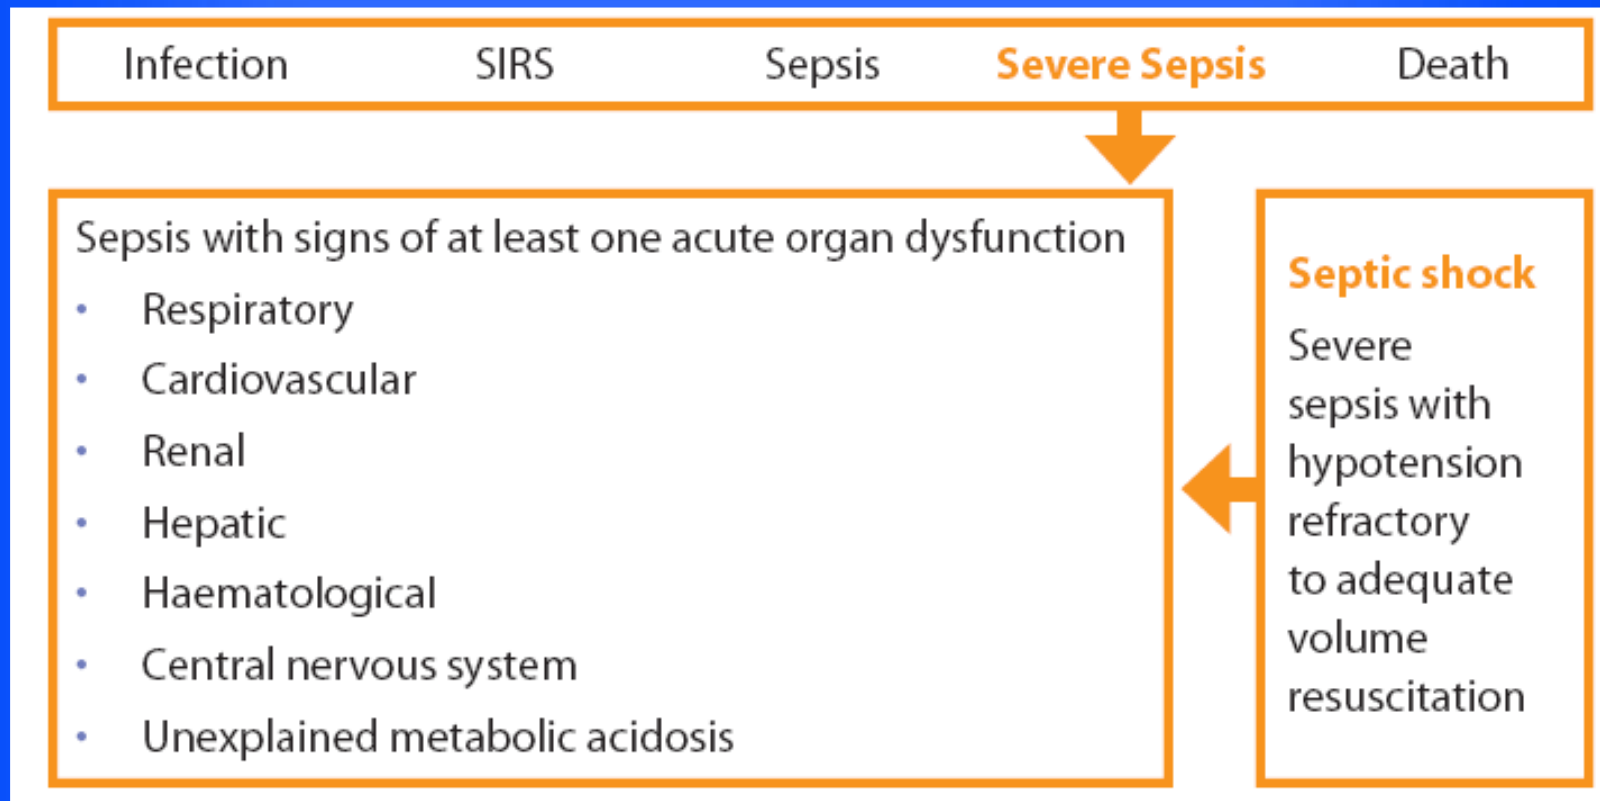 Infection SIRS Sepsis Severe Sepsis Death
Sepsis with signs of at least one acute organ dysfunction
• Respiratory
• Cardiovascular
• Renal
• Hepatic
• Haematological
• Central nervous system
• Unexplained metabolic acidosis
Septic shock
Severe
sepsis with
hypotension
refractory
to adequate
volume
resuscitation